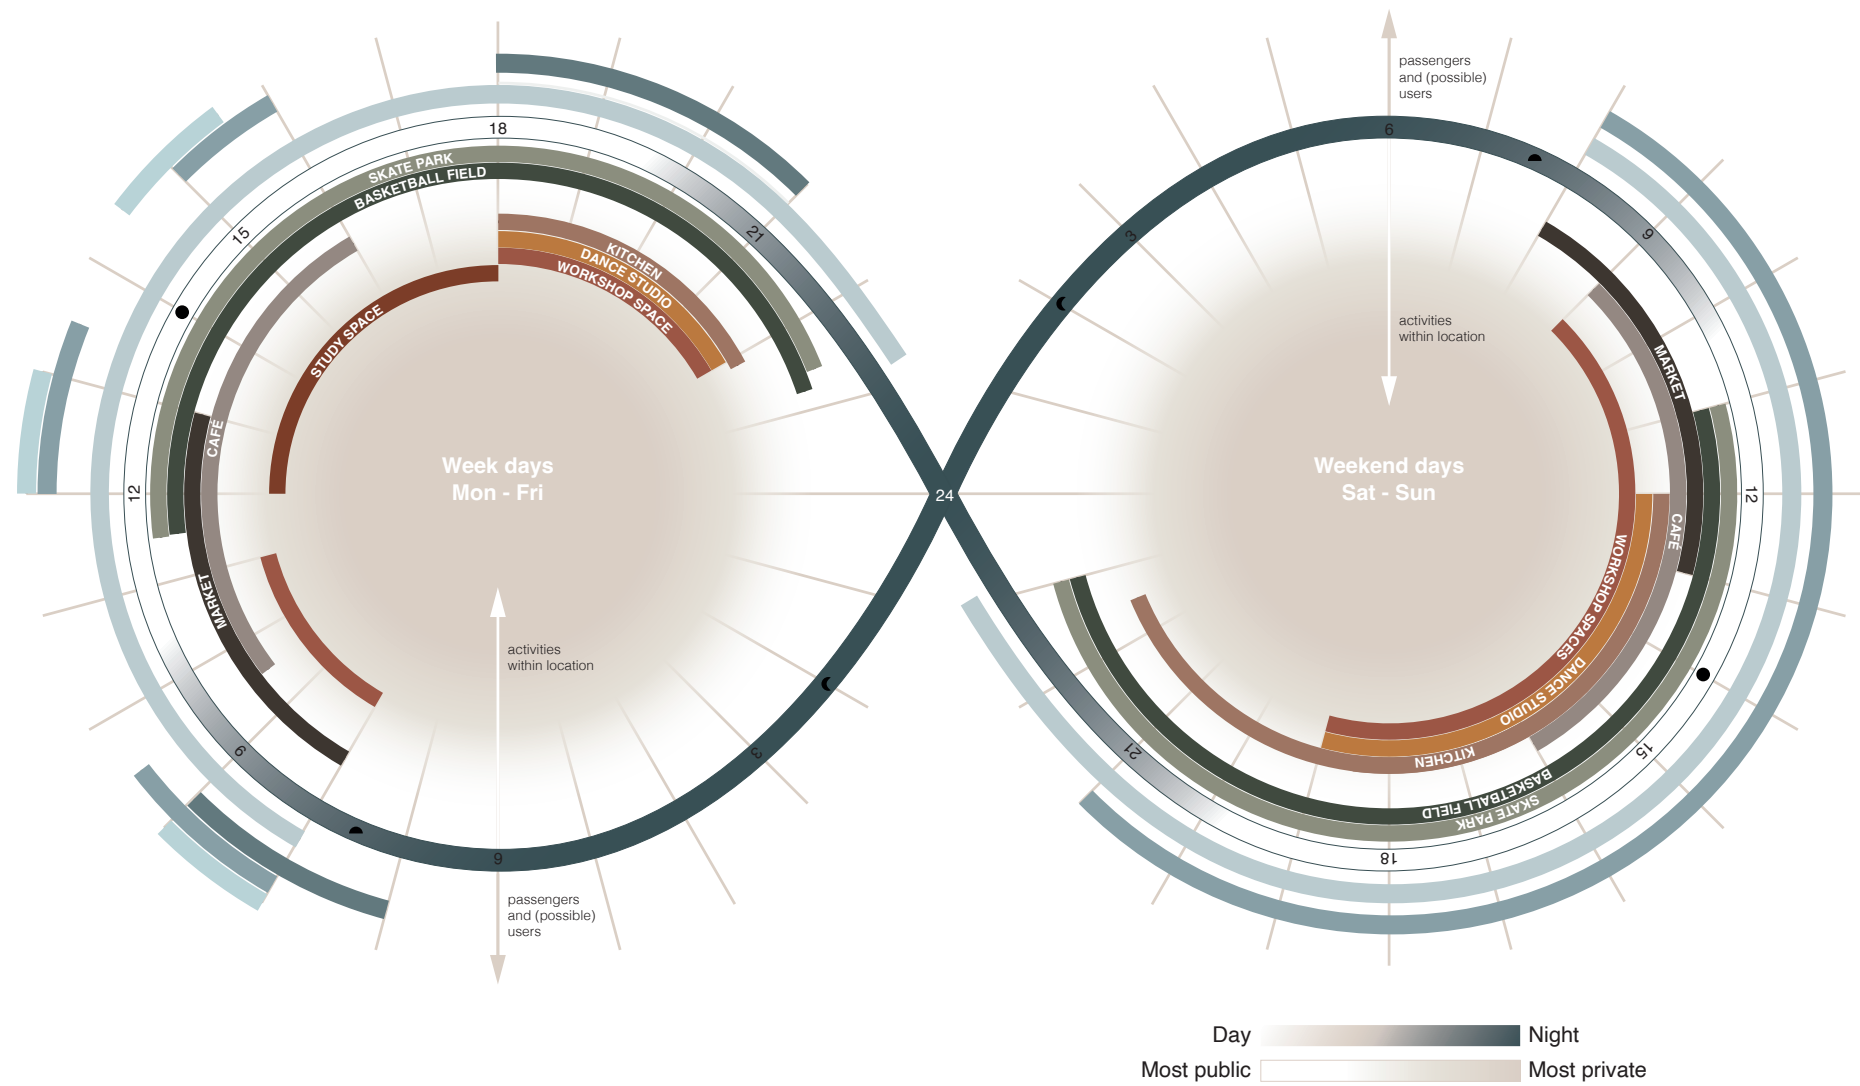 18
SKATE PARK
BASKETBALL FIELD
15
21
KITCHEN
DANCE STUDIO
WORKSHOP SPACE
STUDY SPACE
CAFÉ
12
MARKET
9
3
6
Week days
Mon - Fri
activities
within location
passengers
and (possible)
users
24
passengers
and (possible)
users
6
3
9
activities
within location
MARKET
12
CAFÉ
Weekend days
Sat - Sun
WORKSHOP SPACES
DANCE STUDIO
KITCHEN
BASKETBALL FIELD
SKATE PARK
21
15
18
Day
Night
Most public
Most private